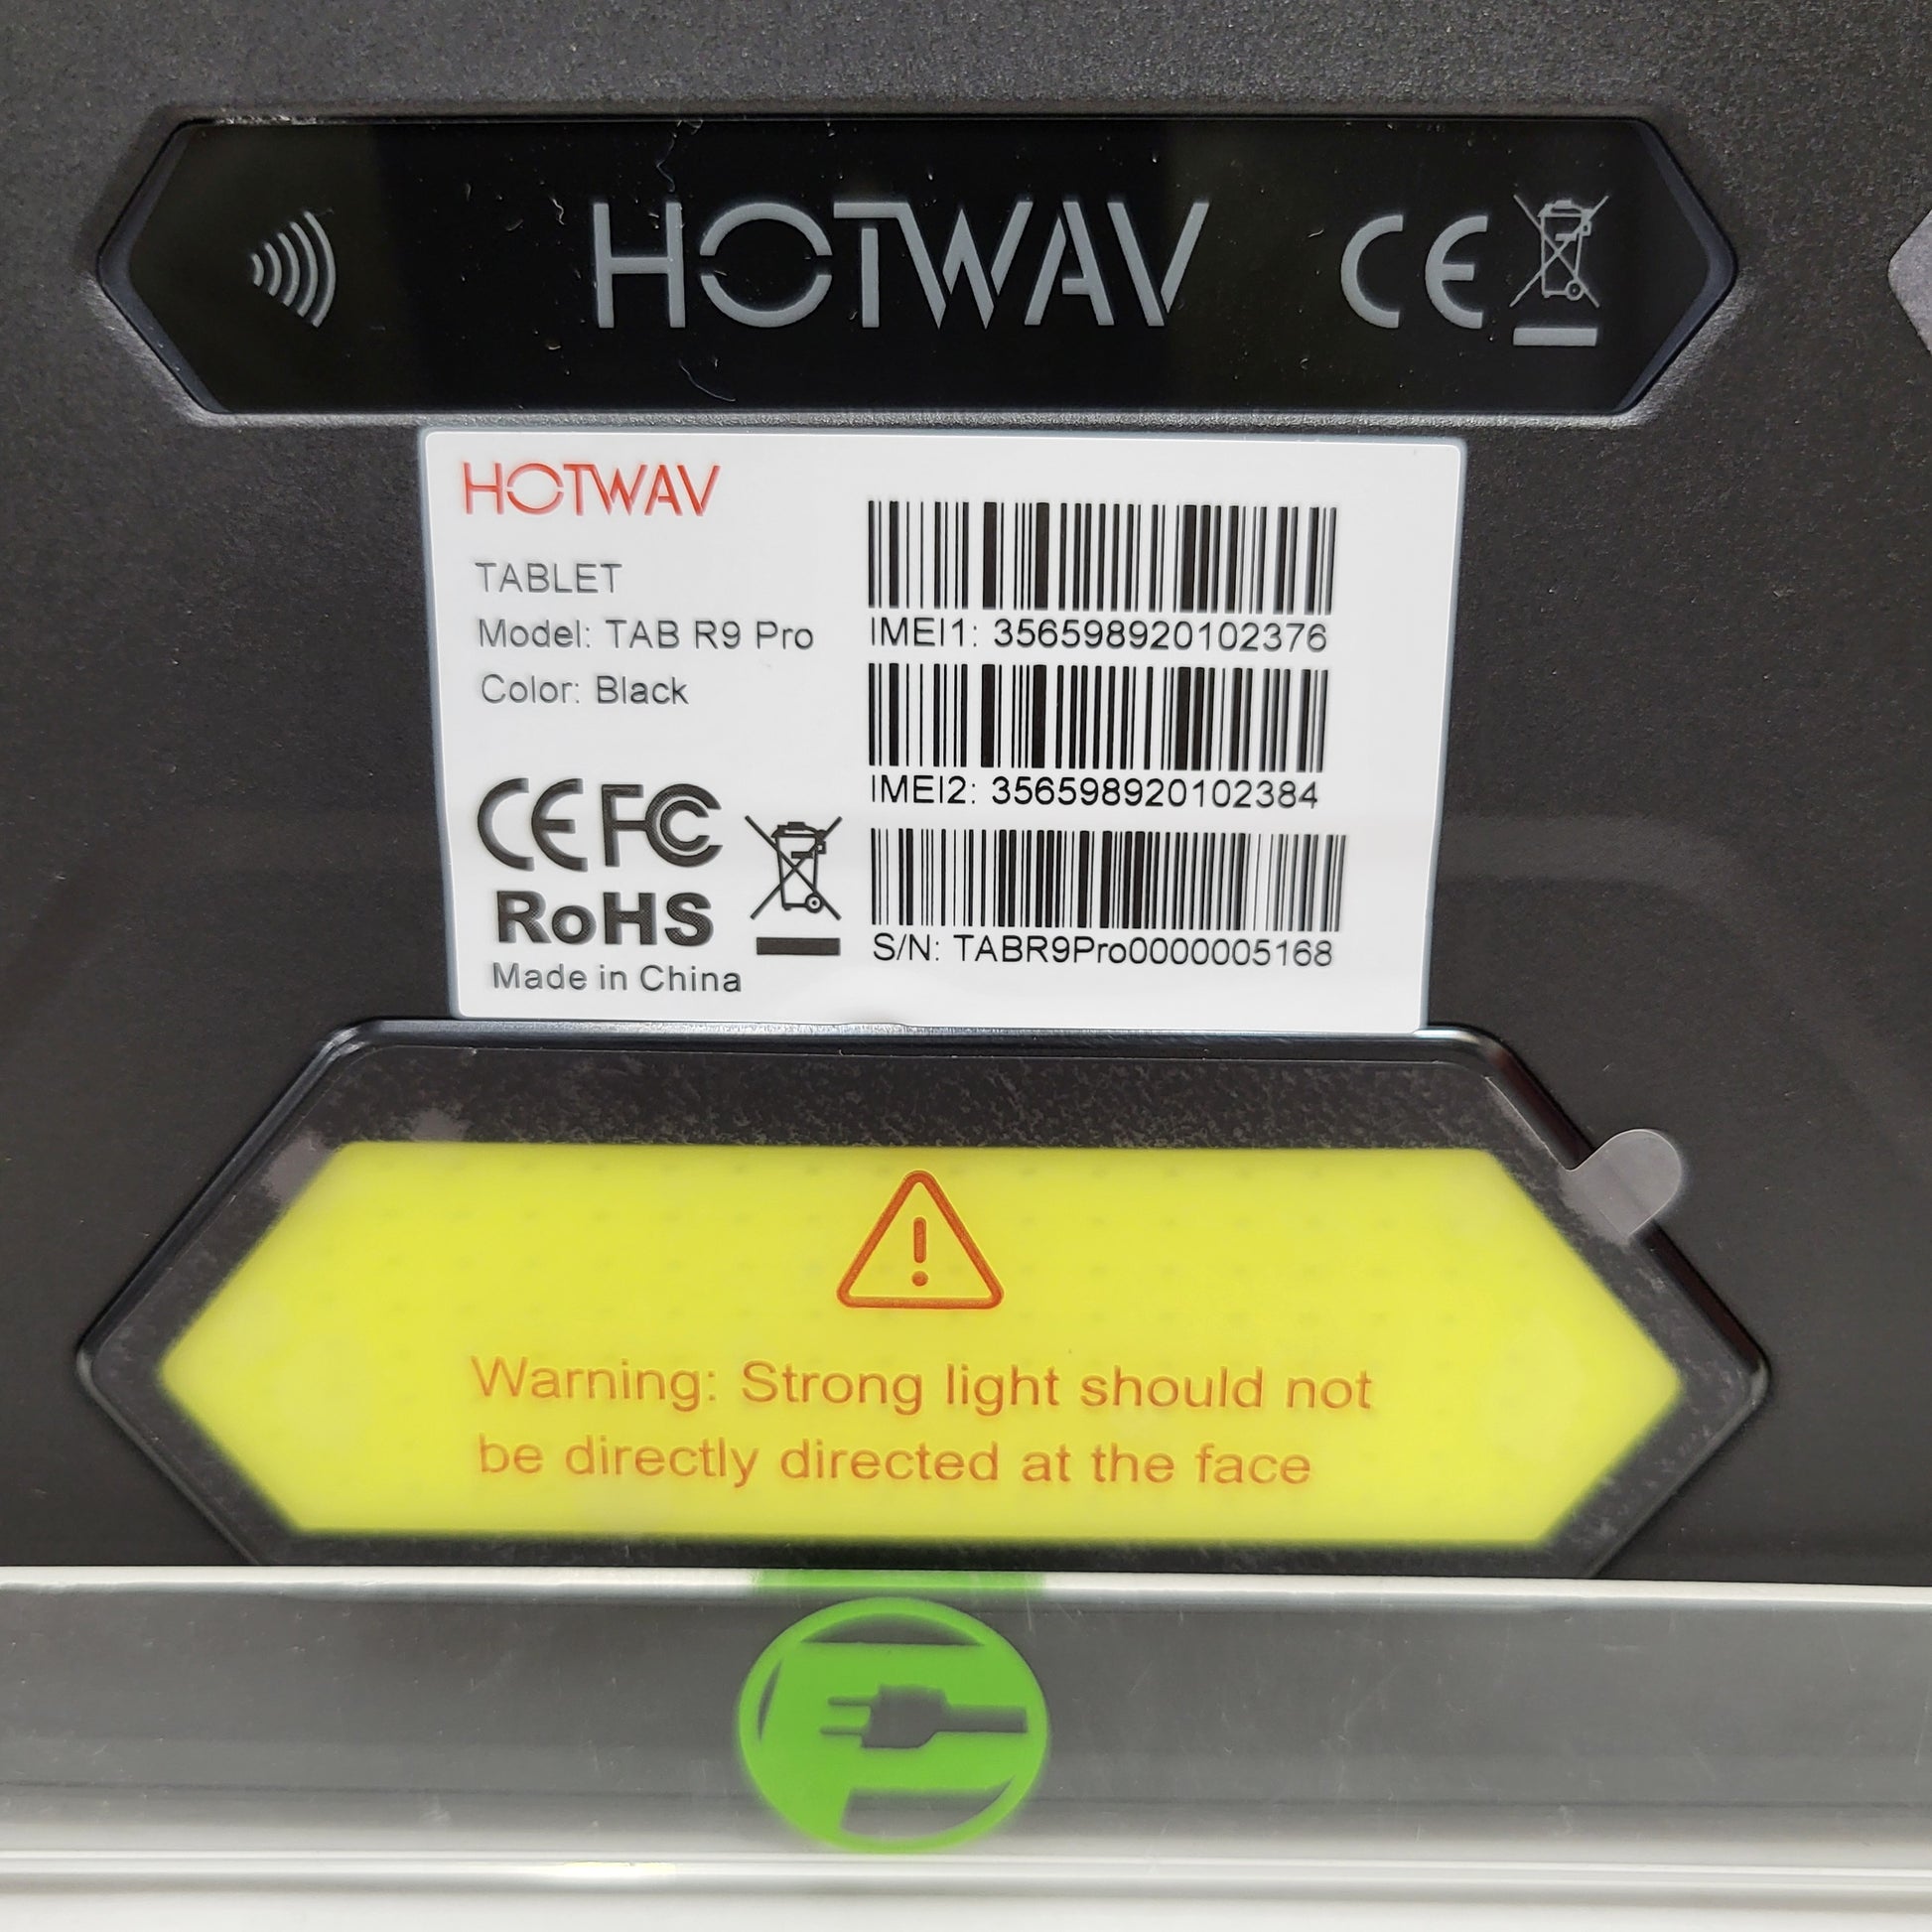 HOTWAV CE
HOTWAV
TABLET
Model: TAB R9 Pro
Color: Black
CE FC
RoHS
Made in China
IMEI1: 356598920102376
IMEI2: 356598920102384
S/N: TABR9Pro0000005168
Warning: Strong light should not
be directly directed at the face